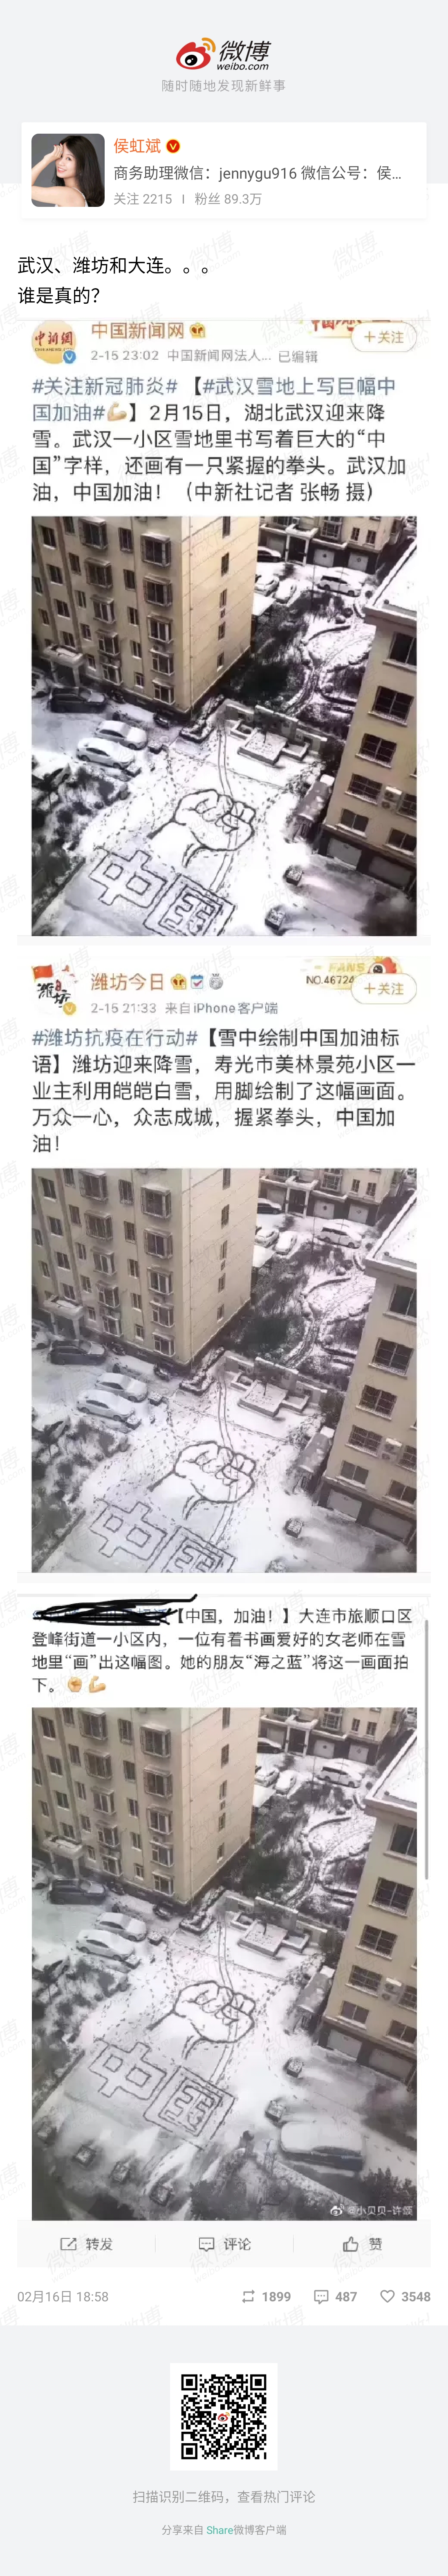 微博
weibo.com
随时随地发现新鲜事
侯虹斌
商务助理微信：jennygu916 微信公号：侯...
关注 2215 | 粉丝 89.3万
武汉、潍坊和大连。。。
谁是真的？
中新網
中国新闻网
＋关注
2-15 23:02 中国新闻网法人... 已编辑
#关注新冠肺炎# 【#武汉雪地上写巨幅中
国加油#💪】2月15日，湖北武汉迎来降
雪。武汉一小区雪地里书写着巨大的“中
国”字样，还画有一只紧握的拳头。武汉加
油，中国加油！（中新社记者 张畅 摄）
中国
潍坊今日
FANS
NO.46724
＋关注
2-15 21:33 来自iPhone客户端
#潍坊抗疫在行动#【雪中绘制中国加油标
语】潍坊迎来降雪，寿光市美林景苑小区一
业主利用皑皑白雪，用脚绘制了这幅画面。
万众一心，众志成城，握紧拳头，中国加
油！
中国
【中国，加油！】大连市旅顺口区
登峰街道一小区内，一位有着书画爱好的女老师在雪
地里“画”出这幅图。她的朋友“海之蓝”将这一画面拍
下。✊💪
中国
@小贝贝-许颂
转发 评论 赞
02月16日 18:58 1899 487 3548
扫描识别二维码，查看热门评论
分享来自 Share微博客户端